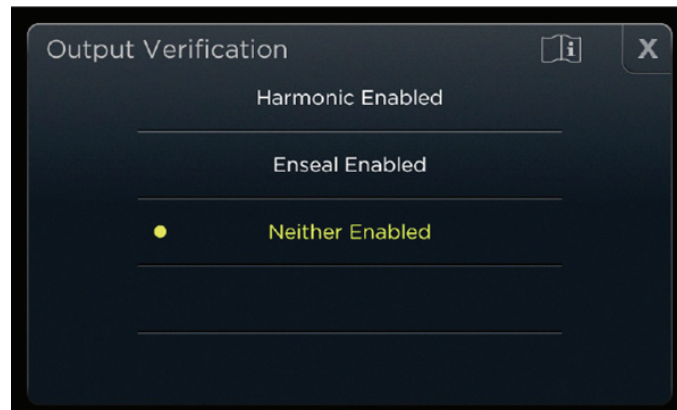 Output Verification
i
X
Harmonic Enabled
Enseal Enabled
Neither Enabled